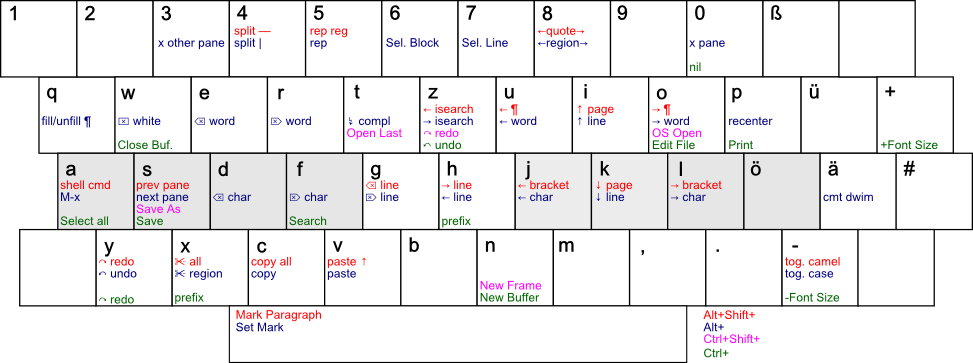 1 2 3 4 5 6 7 8 9 0 ß
split — rep reg ←quote→
x other pane split | rep Sel. Block Sel. Line ←region→ x pane
nil
q w e r t z u i o p ü +
← isearch ← ¶ ↑ page → ¶
fill/unfill ¶ ⌧ white ⌫ word ⌦ word ↯ compl → isearch ← word ↑ line → word recenter
Open Last ↷ redo OS Open
Close Buf. ↶ undo Edit File Print +Font Size
a s d f g h j k l ö ä #
shell cmd prev pane ⌫ line → line ← bracket ↓ page → bracket
M-x next pane ⌫ char ⌦ char ⌦ line ← line ← char ↓ line → char cmt dwim
Save As
Select all Save Search prefix
y x c v b n m , . -
↷ redo ✂ all copy all paste ↑ tog. camel
↶ undo ✂ region copy paste tog. case
New Frame
↷ redo prefix New Buffer -Font Size
Mark Paragraph Alt+Shift+
Set Mark Alt+
Ctrl+Shift+
Ctrl+